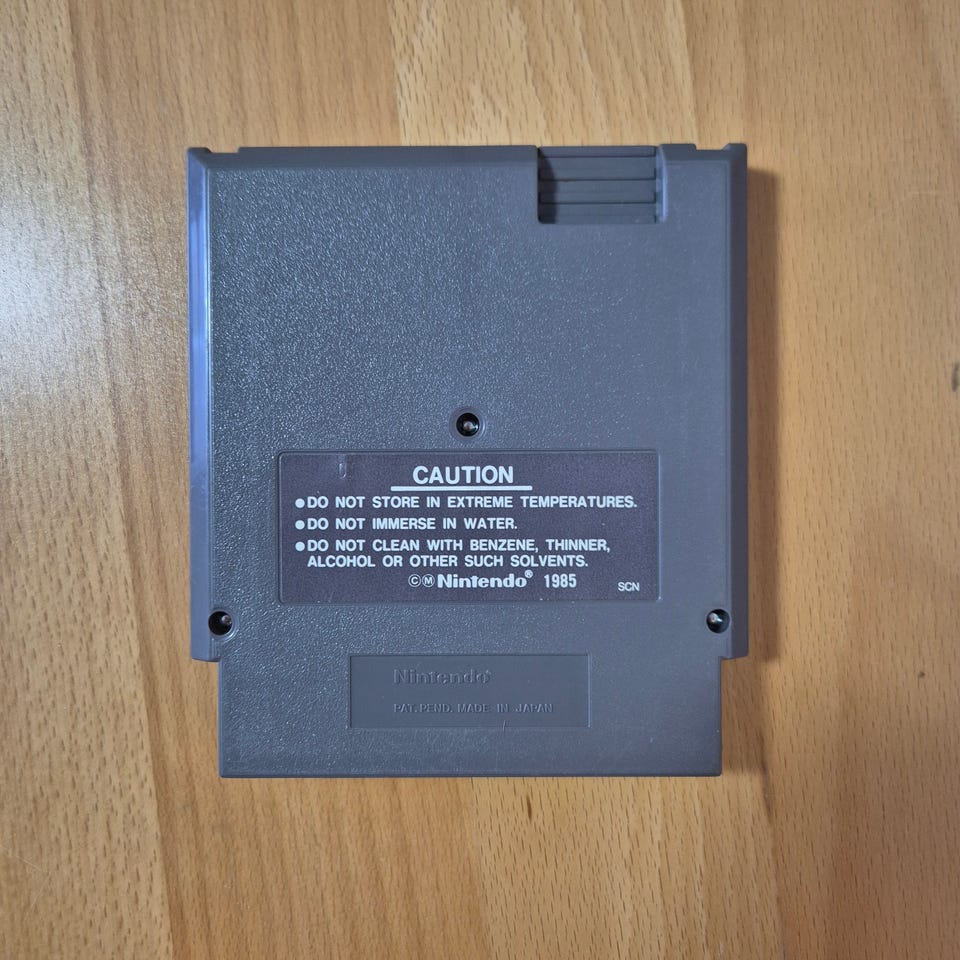 CAUTION
●DO NOT STORE IN EXTREME TEMPERATURES.
●DO NOT IMMERSE IN WATER.
●DO NOT CLEAN WITH BENZENE, THINNER,
ALCOHOL OR OTHER SUCH SOLVENTS.
ⒸⓂNintendo® 1985
SCN
Nintendo®
PAT. PEND. MADE IN JAPAN